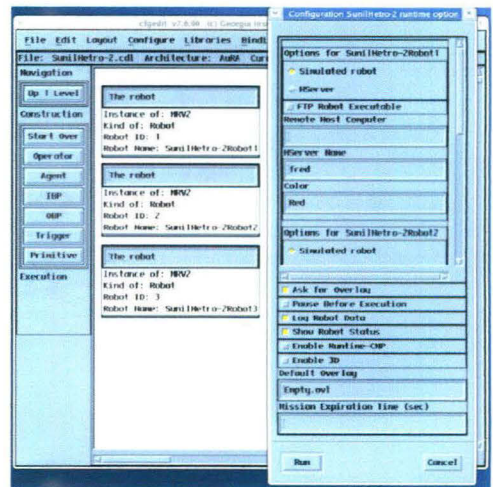 cfgedit v7.0.00 (c) Georgia
File Edit Layout Configure Libraries
File: SunilHetro-2.cdl Architecture: AuRA
Navigation
Up 1 Level
Construction
Start Over
Operator
Agent
IBP
OBP
Trigger
Primitive
Execution
The robot
Instance of: MRV2
Kind of: Robot
Robot ID: 1
Robot Name: SunilHetro-2Robot1
The robot
Instance of: MRV2
Kind of: Robot
Robot ID: 2
Robot Name: SunilHetro-2Robot2
The robot
Instance of: MRV2
Kind of: Robot
Robot ID: 3
Robot Name: SunilHetro-2Robot3
Configuration SunilHetro-2 runtime option
Options for SunilHetro-2Robot1
Simulated robot
HServer
FTP Robot Executable
Remote Host Computer
HServer Name
fred
Color
Red
Options for SunilHetro-2Robot2
Simulated robot
Ask for Overlay
Pause Before Execution
Log Robot Data
Show Robot Status
Enable Runtime-CMP
Enable 3D
Default Overlay
Empty.ovl
Mission Expiration Time (sec)
Run Cancel